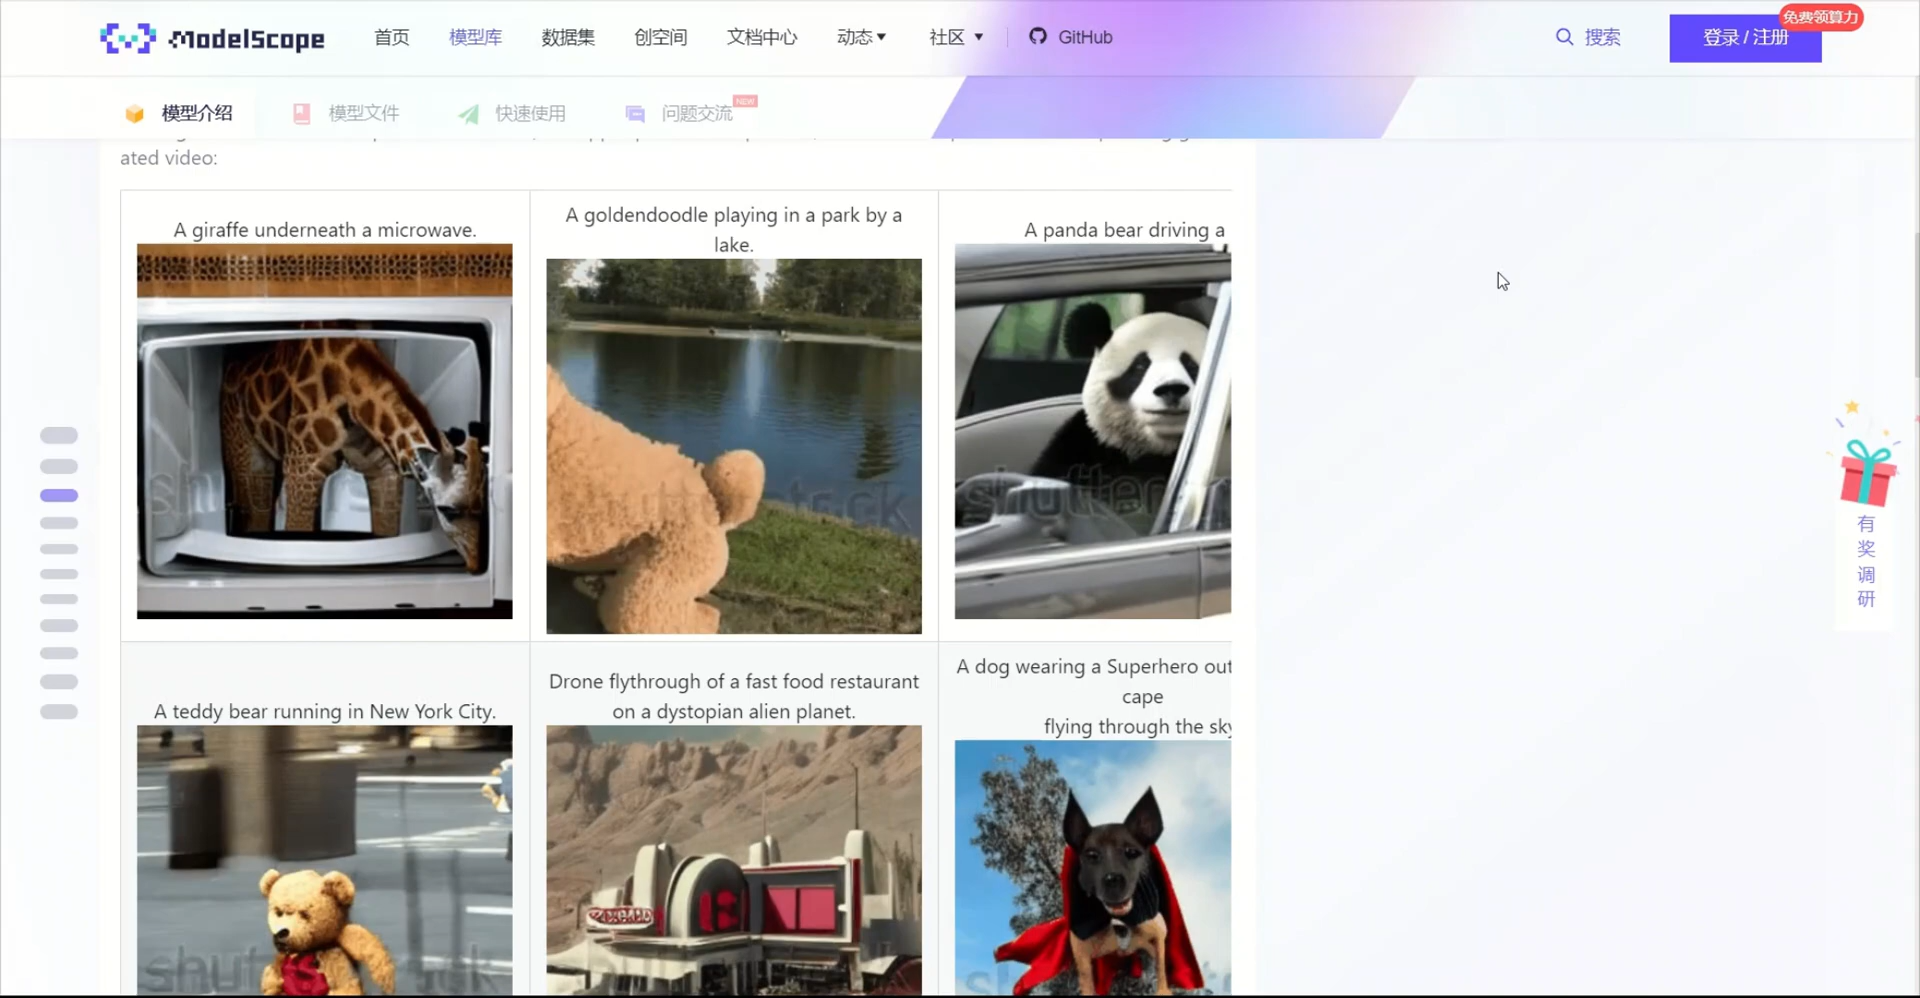 ModelScope
首页
模型库
数据集
创空间
文档中心
动态
社区
GitHub
搜索
登录 / 注册
免费领算力
模型介绍
模型文件
快速使用
问题交流
NEW
ated video:
A giraffe underneath a microwave.
A goldendoodle playing in a park by a
lake.
A panda bear driving a
shutterstock
shutter
A teddy bear running in New York City.
Drone flythrough of a fast food restaurant
on a dystopian alien planet.
A dog wearing a Superhero out
cape
flying through the sky
有
奖
调
研